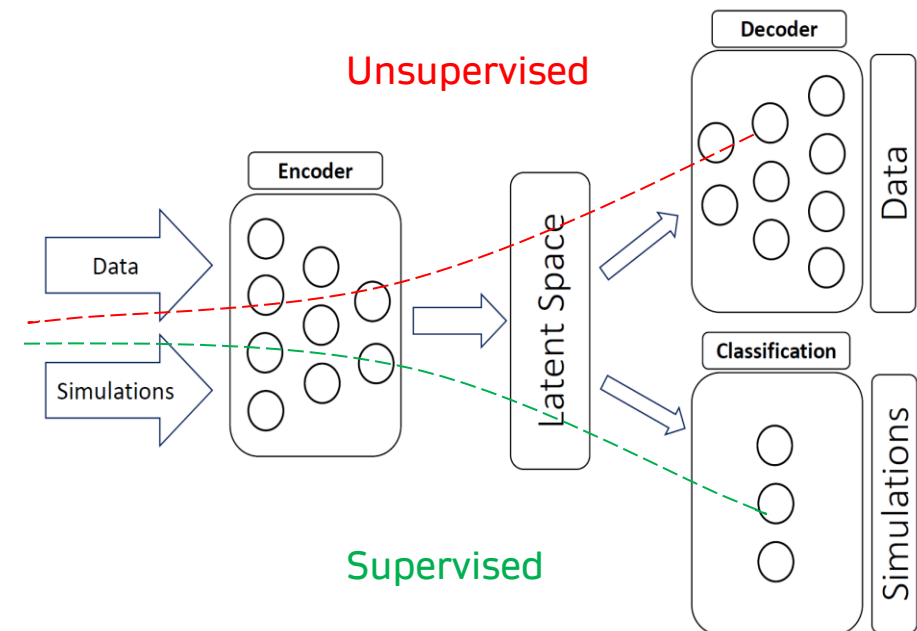 Decoder
Unsupervised
Encoder
Data
Data
Latent Space
Classification
Simulations
Simulations
Supervised